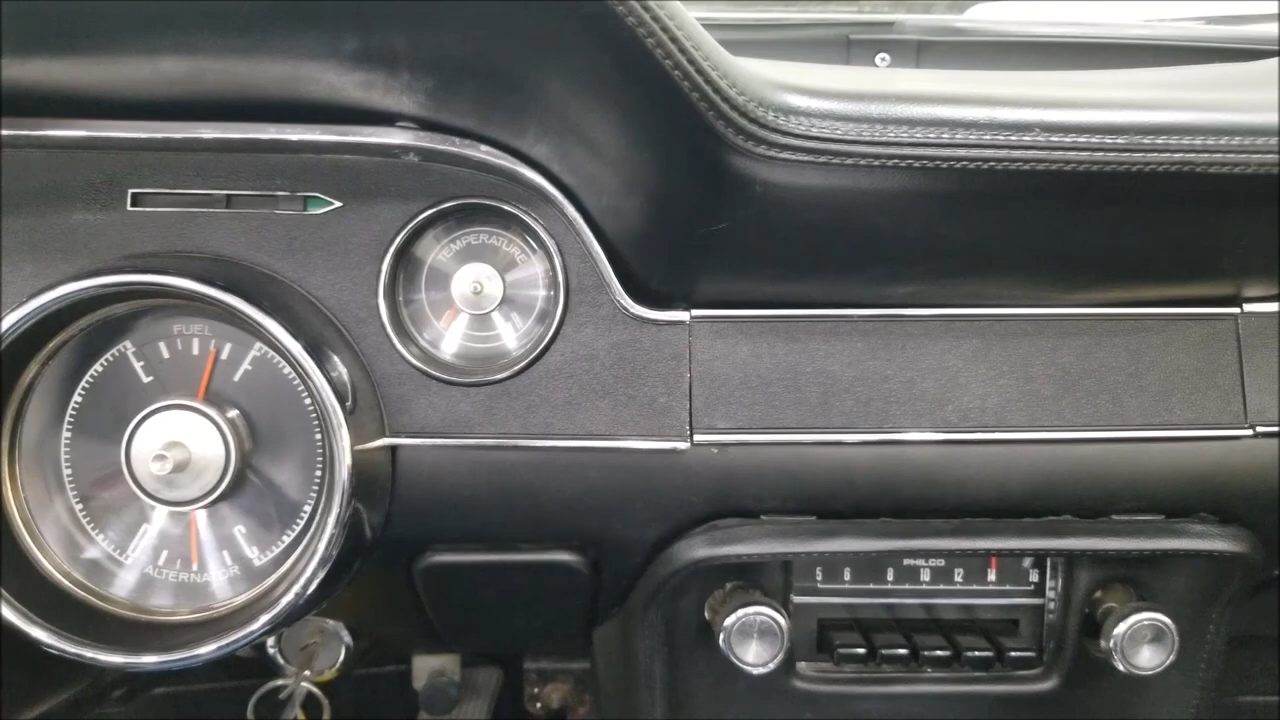 TEMPERATURE
FUEL
E F
D C
ALTERNATOR
PHILCO
5 6 8 10 12 14 16